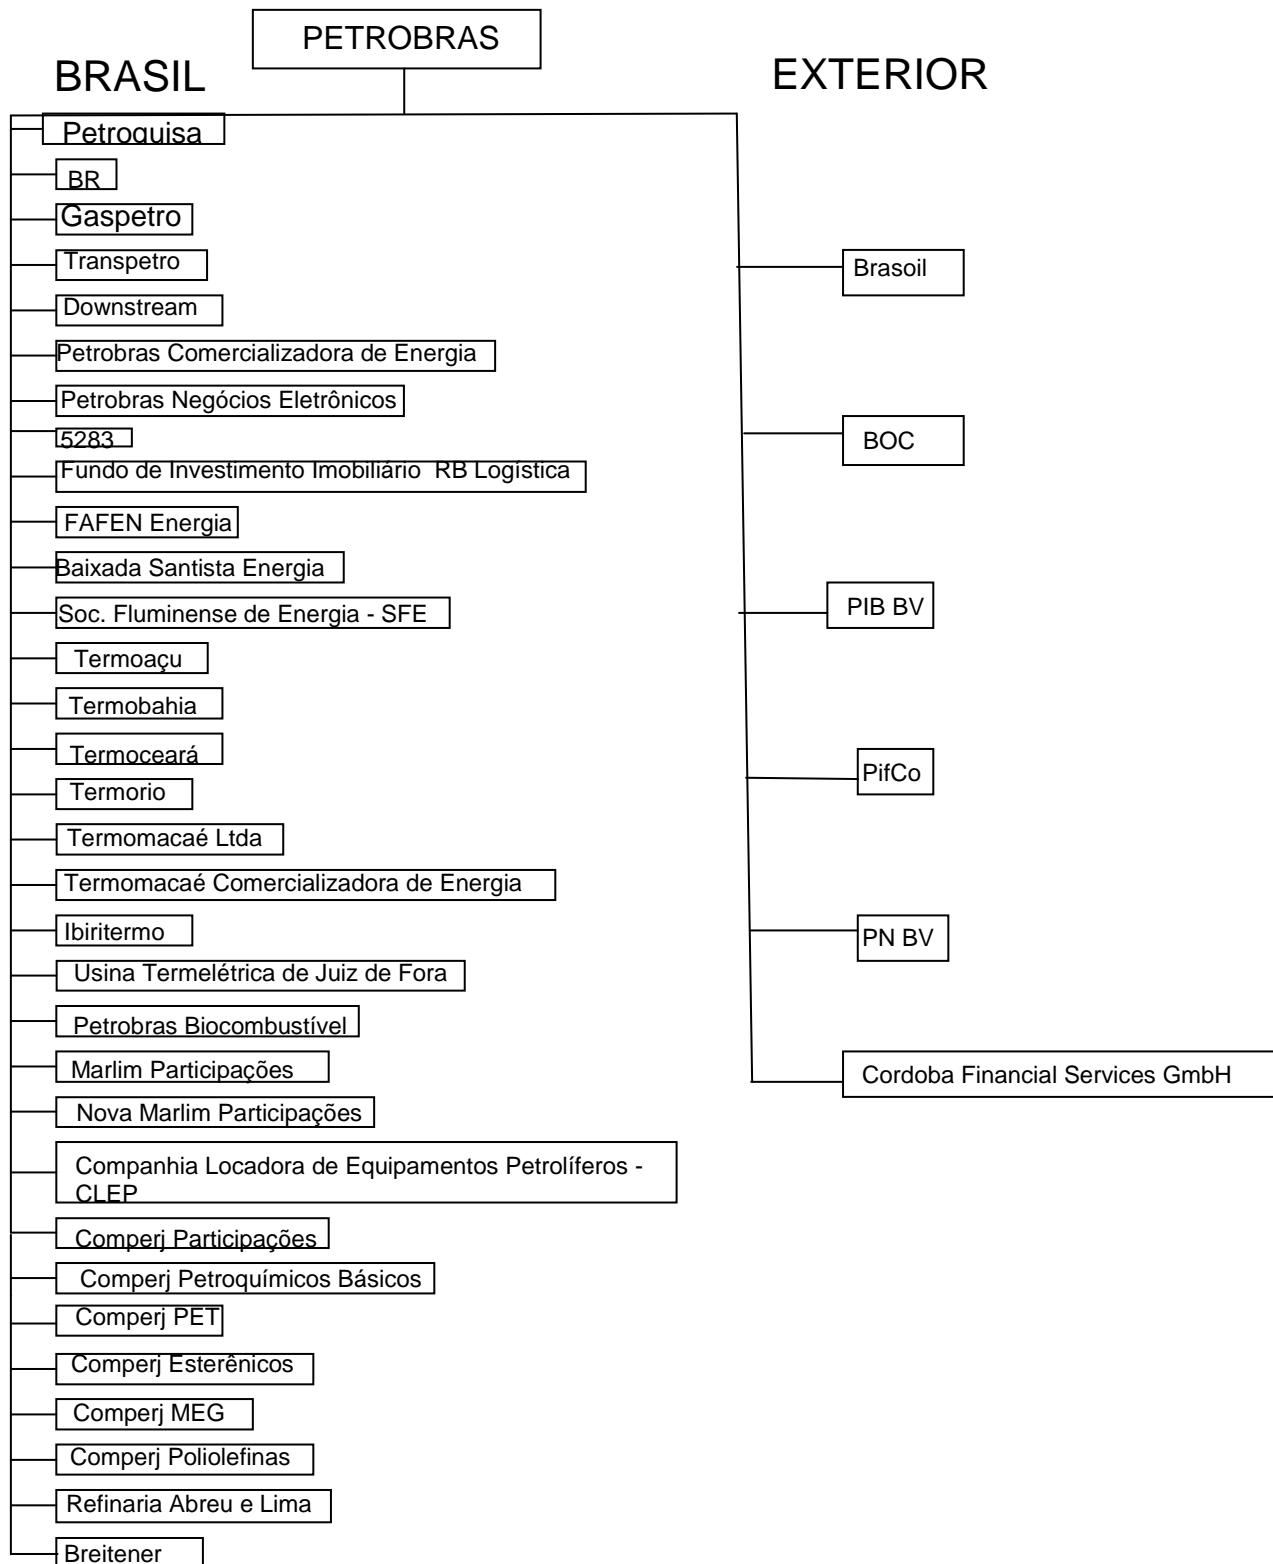 PETROBRAS
BRASIL
EXTERIOR
Petroquisa
BR
Gaspetro
Transpetro
Downstream
Petrobras Comercializadora de Energia
Petrobras Negócios Eletrônicos
5283
Fundo de Investimento Imobiliário RB Logística
FAFEN Energia
Baixada Santista Energia
Soc. Fluminense de Energia - SFE
Termoaçu
Termobahia
Termoceará
Termorio
Termomacaé Ltda
Termomacaé Comercializadora de Energia
Ibiritermo
Usina Termelétrica de Juiz de Fora
Petrobras Biocombustível
Marlim Participações
Nova Marlim Participações
Companhia Locadora de Equipamentos Petrolíferos -
CLEP
Comperj Participações
Comperj Petroquímicos Básicos
Comperj PET
Comperj Esterênicos
Comperj MEG
Comperj Poliolefinas
Refinaria Abreu e Lima
Breitener
Brasoil
BOC
PIB BV
PifCo
PN BV
Cordoba Financial Services GmbH